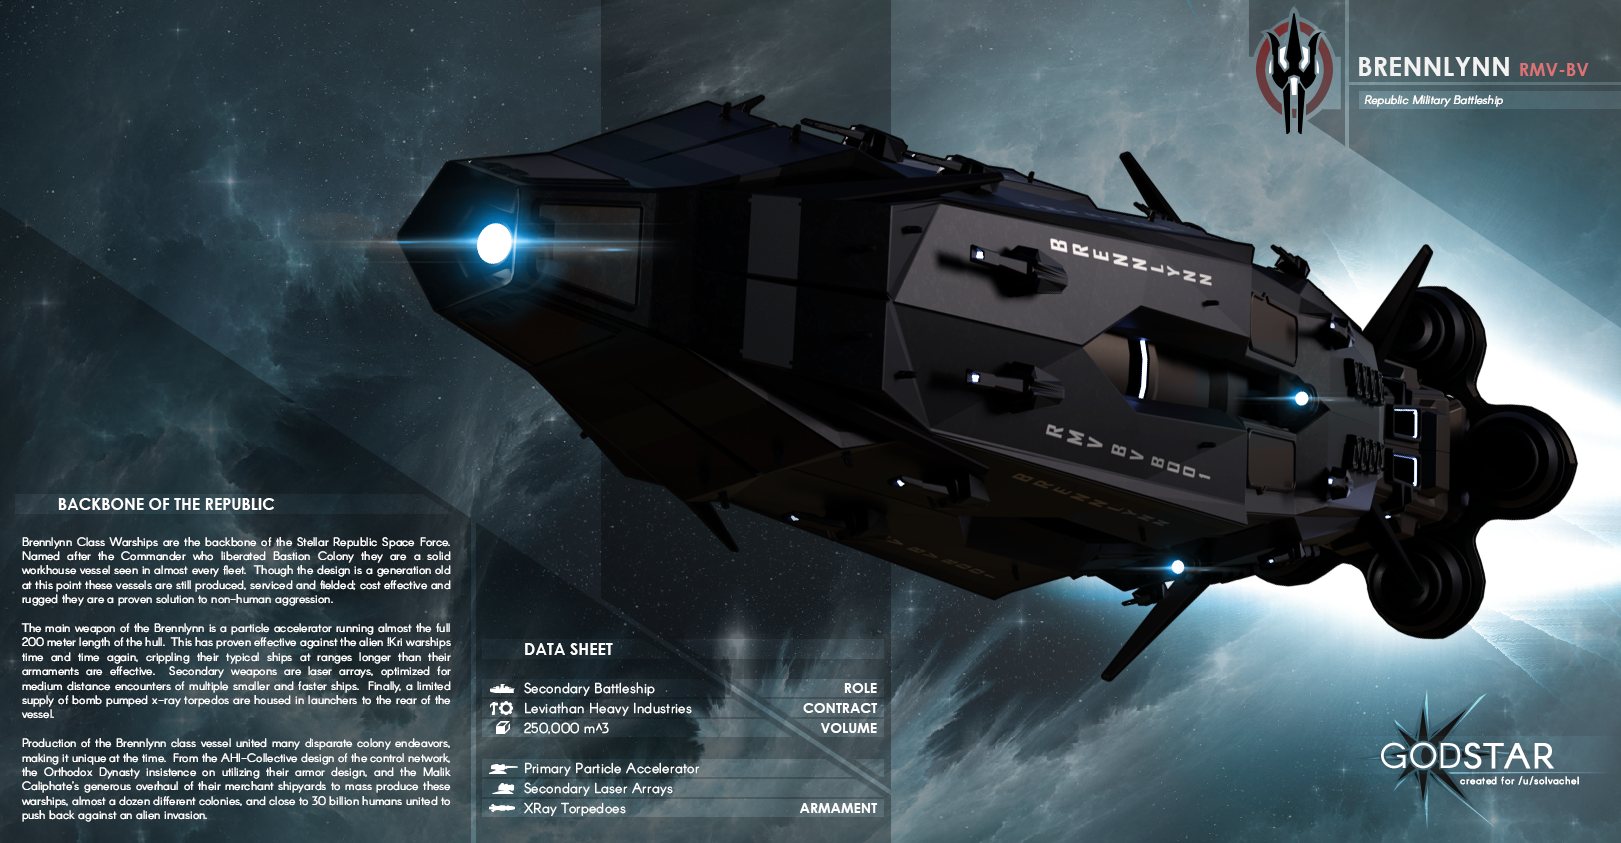 BRENNLYNN RMV-BV
Republic Military Battleship
BRENNLYNN
RMV BV 8001
BRENNLYNN
BACKBONE OF THE REPUBLIC
Brennlynn Class Warships are the backbone of the Stellar Republic Space Force.
Named after the Commander who liberated Bastion Colony they are a solid
workhouse vessel seen in almost every fleet. Though the design is a generation old
at this point these vessels are still produced, serviced and fielded; cost effective and
rugged they are a proven solution to non-human aggression.
The main weapon of the Brennlynn is a particle accelerator running almost the full
200 meter length of the hull. This has proven effective against the alien !Kri warships
time and time again, crippling their typical ships at ranges longer than their
armaments are effective. Secondary weapons are laser arrays, optimized for
medium distance encounters of multiple smaller and faster ships. Finally, a limited
supply of bomb pumped x-ray torpedos are housed in launchers to the rear of the
vessel.
Production of the Brennlynn class vessel united many disparate colony endeavors,
making it unique at the time. From the AHI-Collective design of the control network,
the Orthodox Dynasty insistence on utilizing their armor design, and the Malik
Caliphate's generous overhaul of their merchant shipyards to mass produce these
warships, almost a dozen different colonies, and close to 30 billion humans united to
push back against an alien invasion.
DATA SHEET
Secondary Battleship ROLE
Leviathan Heavy Industries CONTRACT
250,000 m^3 VOLUME
Primary Particle Accelerator
Secondary Laser Arrays
XRay Torpedoes ARMAMENT
GODSTAR
created for /u/solvachel